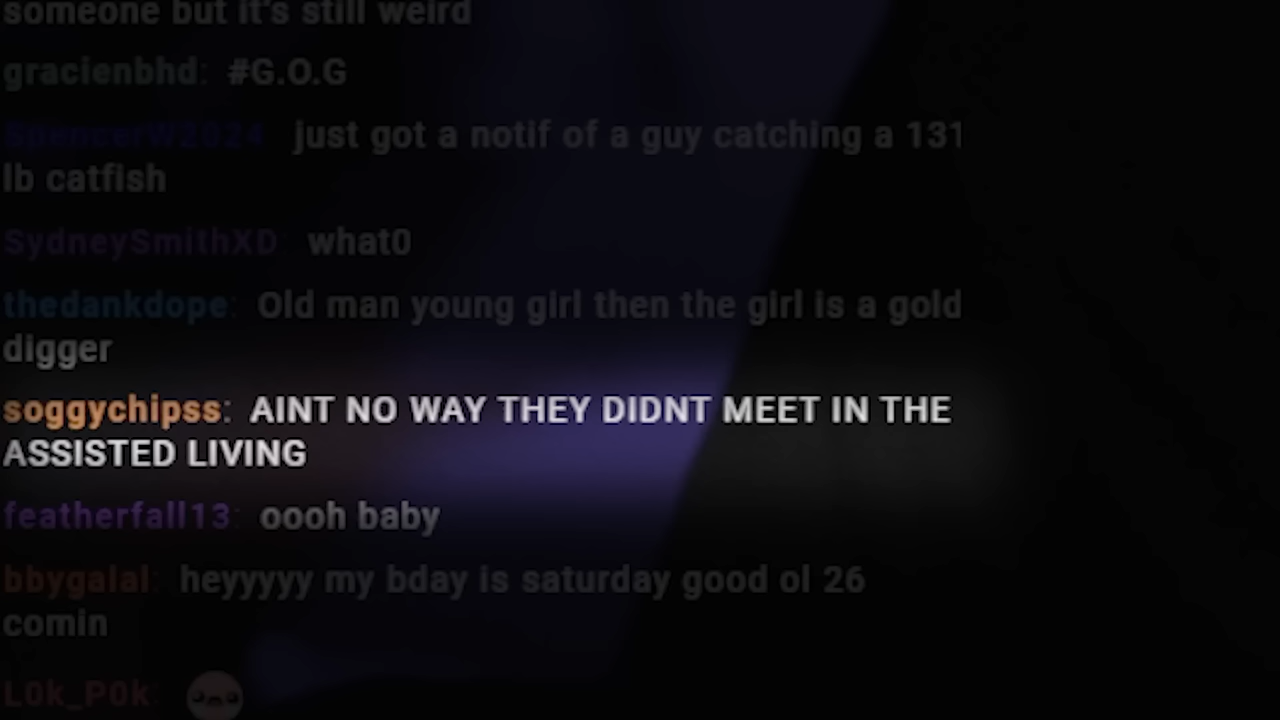 someone but it's still weird
gracienbhd: #G.O.G
SpencerW2024 just got a notif of a guy catching a 131
lb catfish
SydneySmithXD: what0
thedankdope: Old man young girl then the girl is a gold
digger
soggychipss: AINT NO WAY THEY DIDNT MEET IN THE
ASSISTED LIVING
featherfall13: oooh baby
bbygalal: heyyyyy my bday is saturday good ol 26
comin
L0k_P0k: